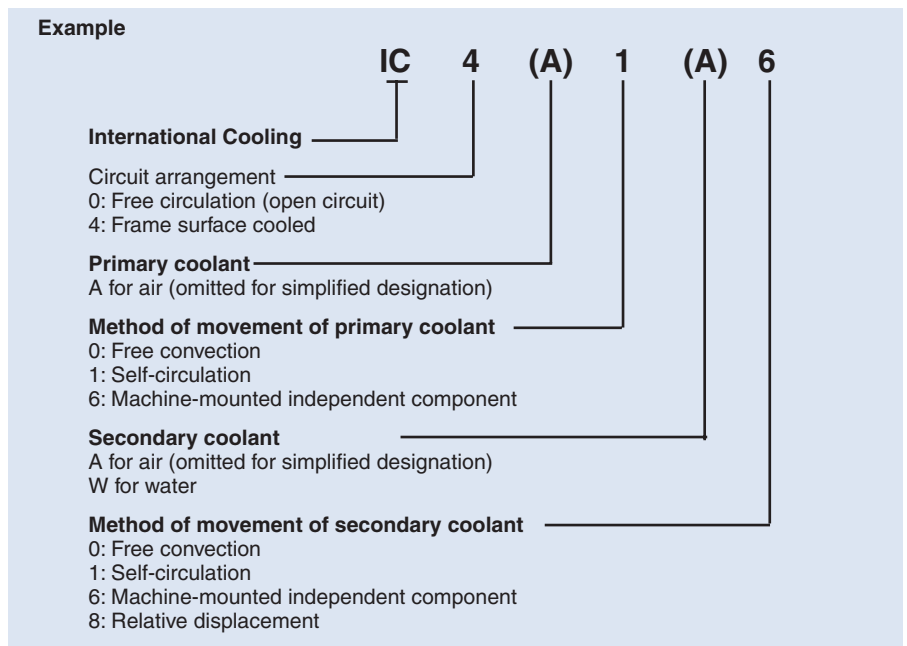 Example
IC 4 (A) 1 (A) 6
International Cooling
Circuit arrangement
0: Free circulation (open circuit)
4: Frame surface cooled
Primary coolant
A for air (omitted for simplified designation)
Method of movement of primary coolant
0: Free convection
1: Self-circulation
6: Machine-mounted independent component
Secondary coolant
A for air (omitted for simplified designation)
W for water
Method of movement of secondary coolant
0: Free convection
1: Self-circulation
6: Machine-mounted independent component
8: Relative displacement